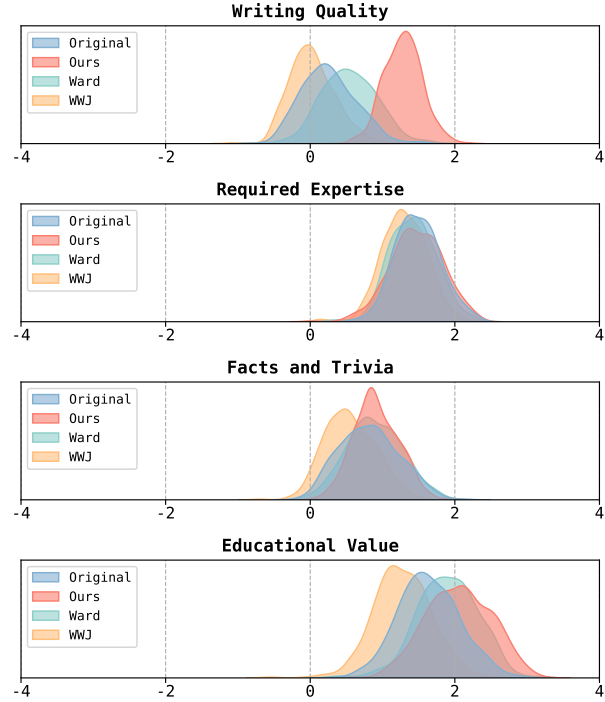 Writing Quality
Original
Ours
Ward
WWJ
-4 -2 0 2 4
Required Expertise
Original
Ours
Ward
WWJ
-4 -2 0 2 4
Facts and Trivia
Original
Ours
Ward
WWJ
-4 -2 0 2 4
Educational Value
Original
Ours
Ward
WWJ
-4 -2 0 2 4